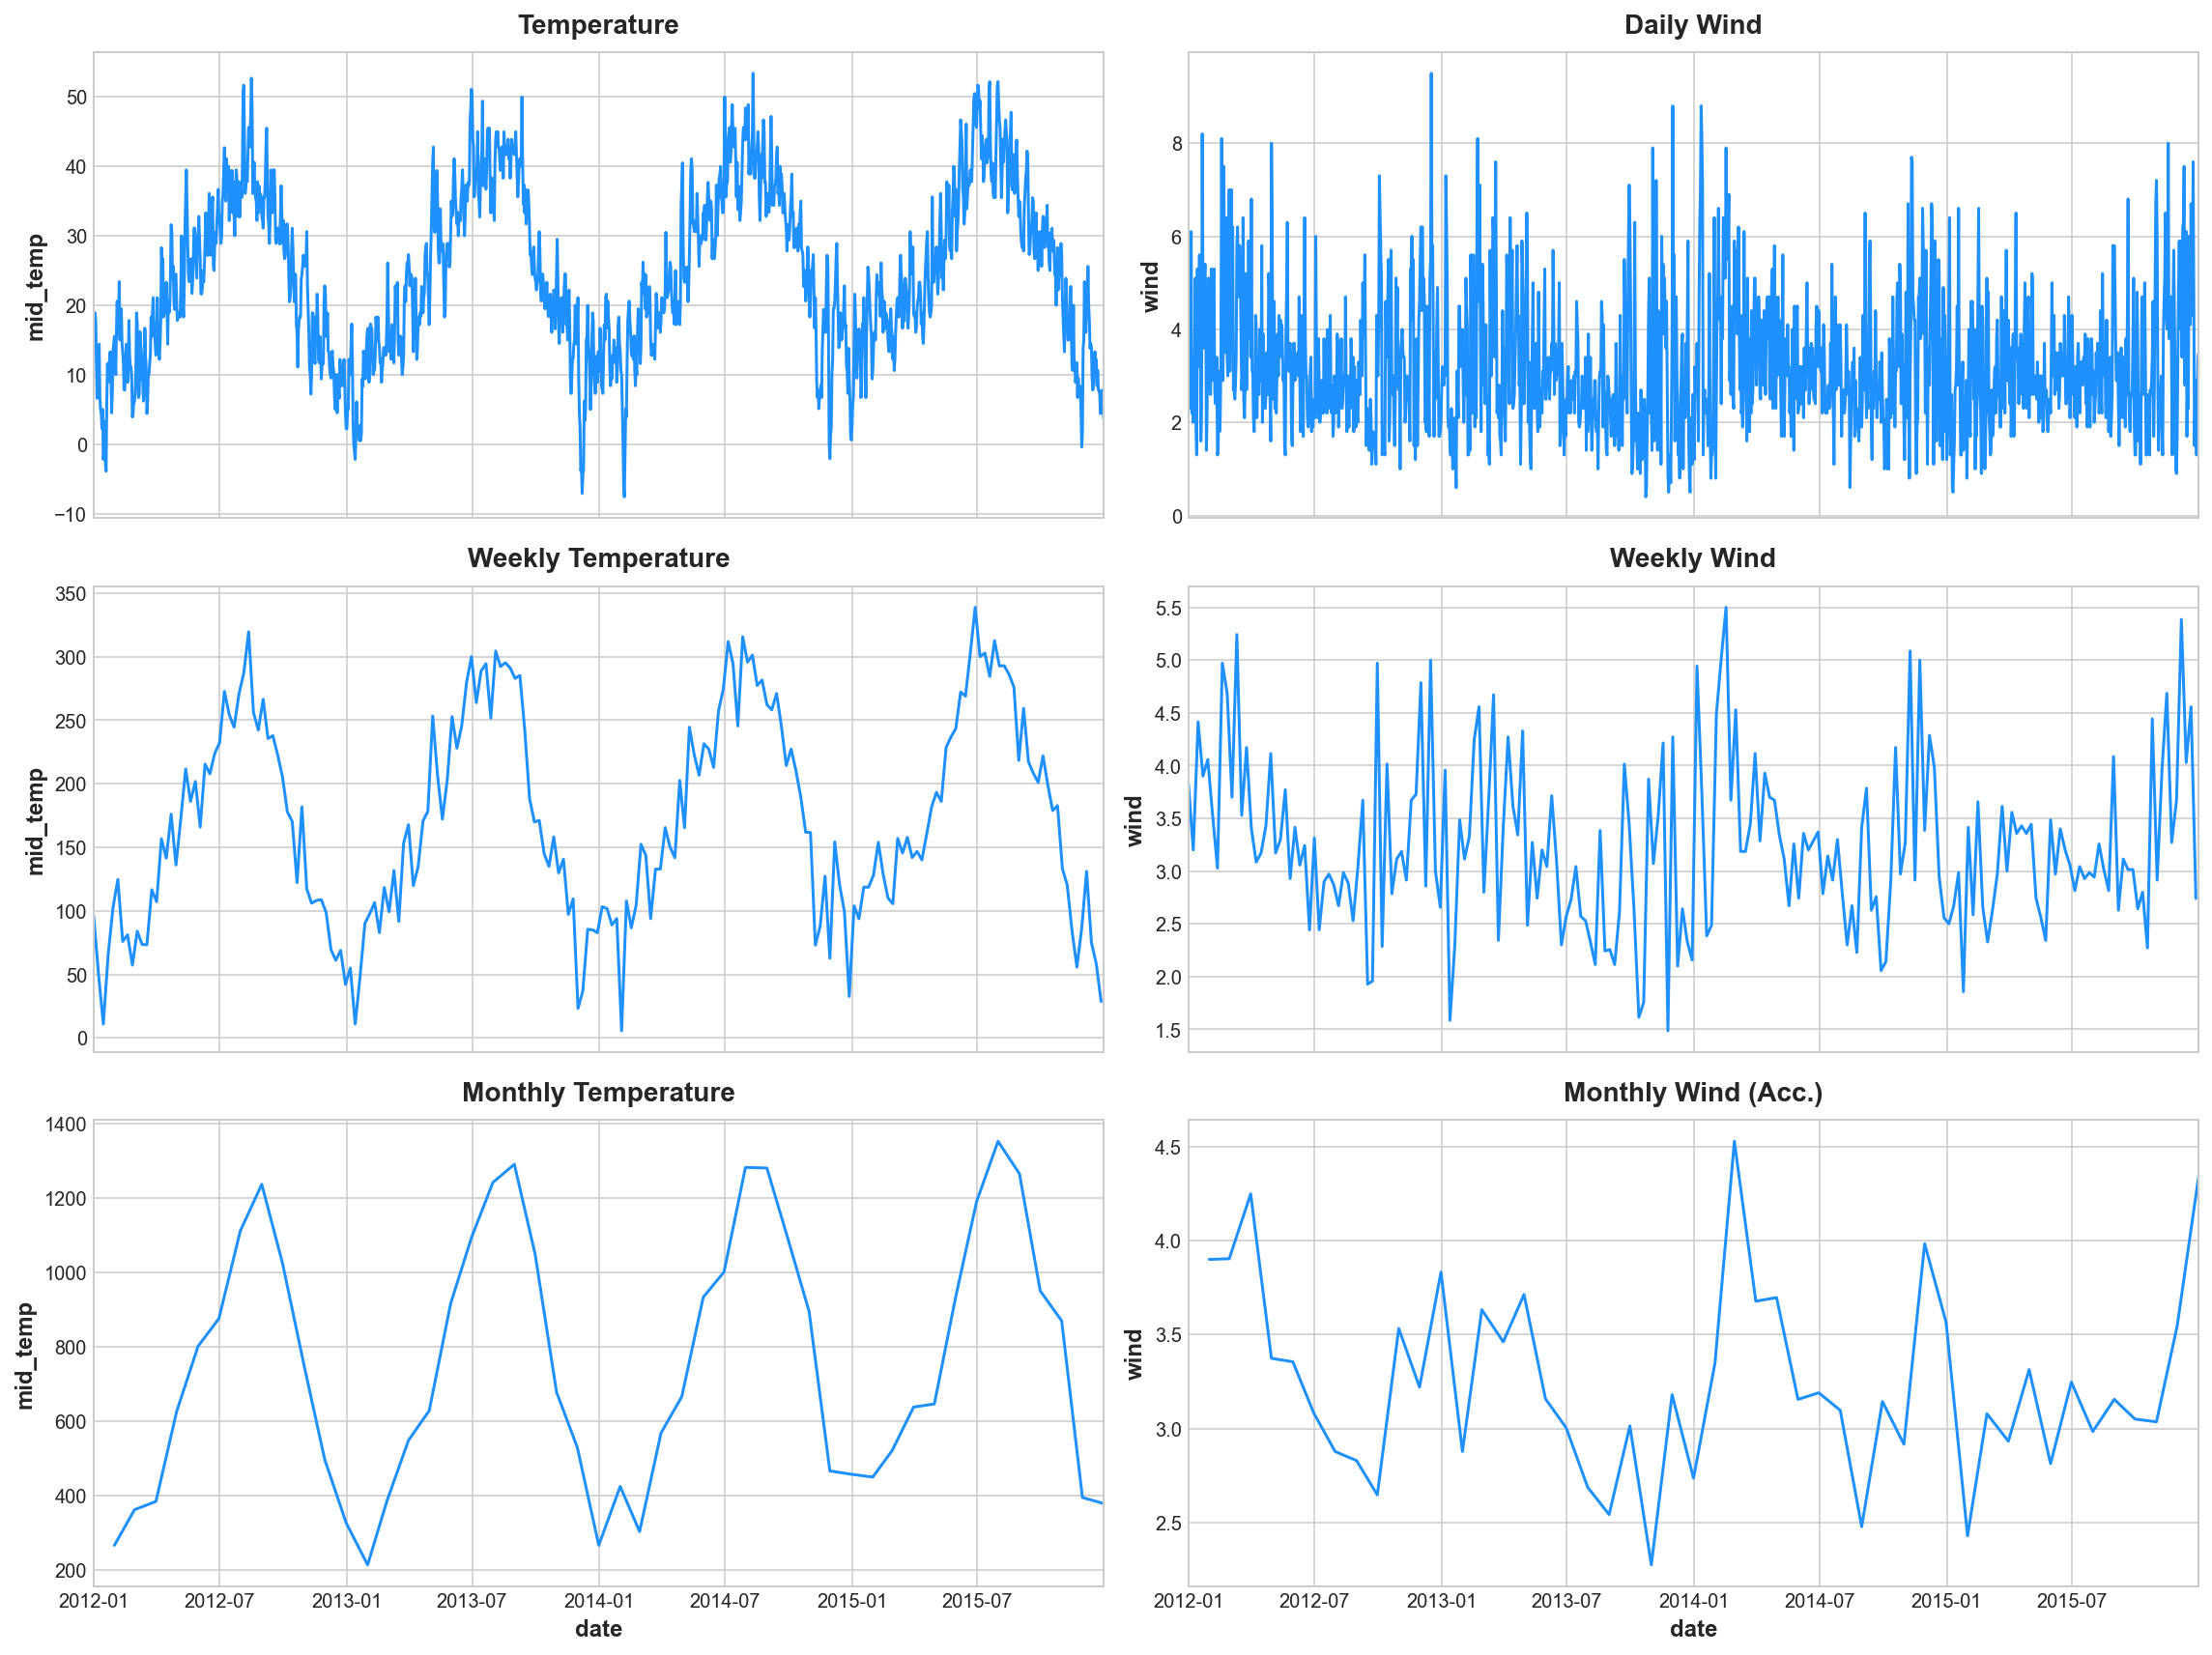 Temperature
mid_temp
50
40
30
20
10
0
−10
Daily Wind
wind
8
6
4
2
0
Weekly Temperature
mid_temp
350
300
250
200
150
100
50
0
Weekly Wind
wind
5.5
5.0
4.5
4.0
3.5
3.0
2.5
2.0
1.5
Monthly Temperature
mid_temp
1400
1200
1000
800
600
400
200
2012-01 2012-07 2013-01 2013-07 2014-01 2014-07 2015-01 2015-07
date
Monthly Wind (Acc.)
wind
4.5
4.0
3.5
3.0
2.5
2012-01 2012-07 2013-01 2013-07 2014-01 2014-07 2015-01 2015-07
date